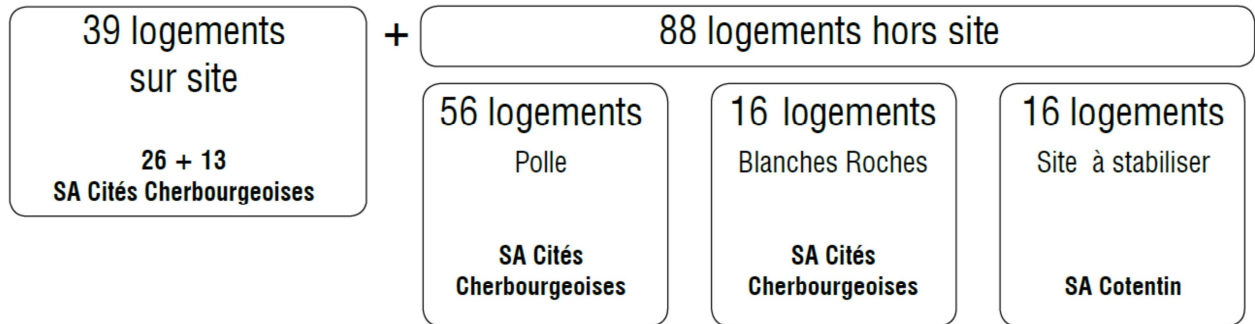 39 logements
sur site
26 + 13
SA Cités Cherbourgeoises
+
88 logements hors site
56 logements
Polle
SA Cités
Cherbourgeoises
16 logements
Blanches Roches
SA Cités
Cherbourgeoises
16 logements
Site à stabiliser
SA Cotentin